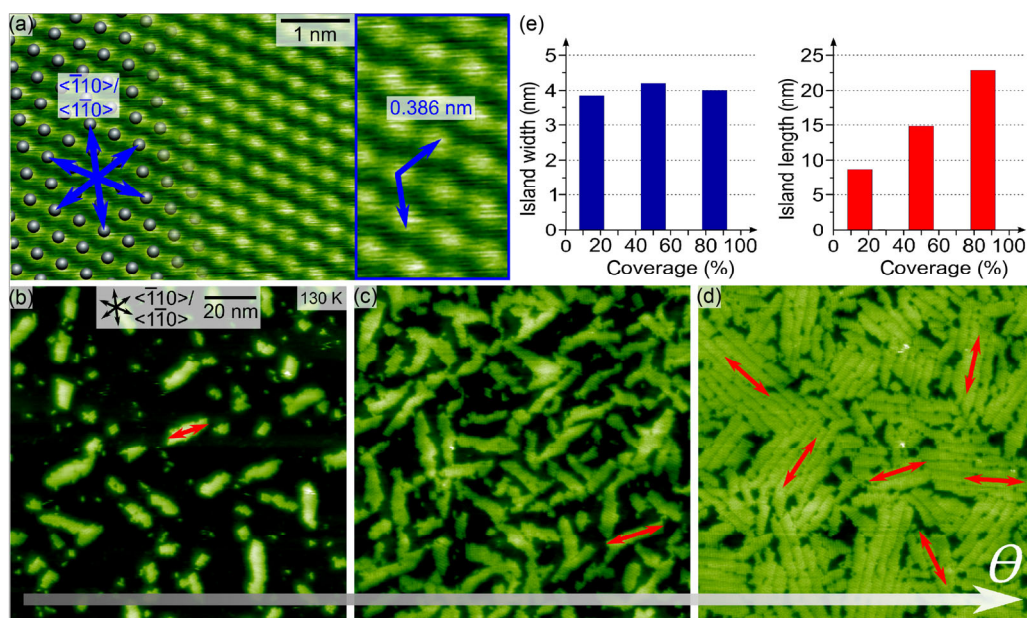 (a)
1 nm
<1̅10>/
<11̅0>
0.386 nm
(e)
Island width (nm)
5
4
3
2
1
0
0 20 40 60 80 100
Coverage (%)
Island length (nm)
25
20
15
10
5
0
0 20 40 60 80 100
Coverage (%)
(b)
<1̅10>/
<11̅0>
20 nm
130 K
(c)
(d)
θ